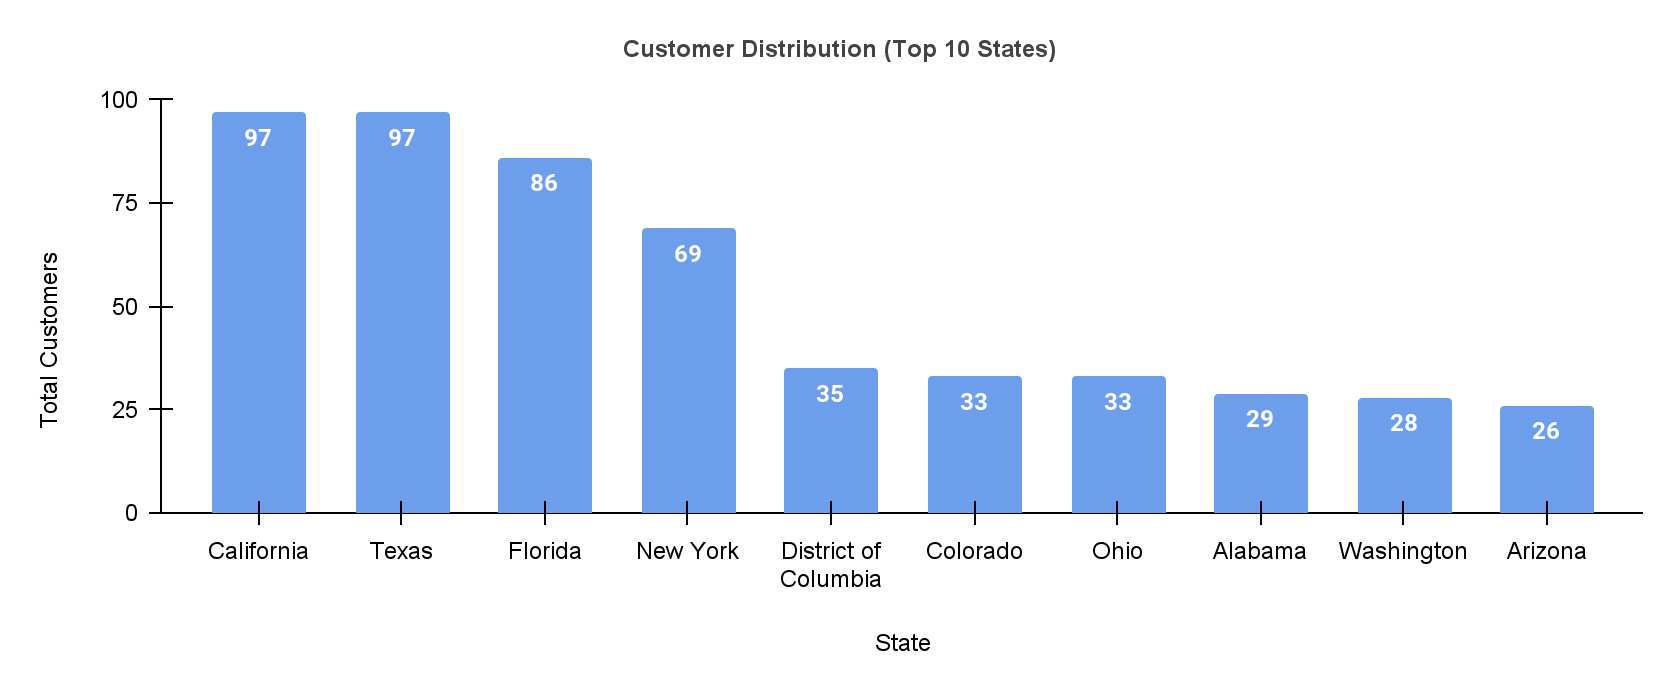 Customer Distribution (Top 10 States)
100
75
50
25
0
Total Customers
97
97
86
69
35
33
33
29
28
26
California
Texas
Florida
New York
District of
Columbia
Colorado
Ohio
Alabama
Washington
Arizona
State